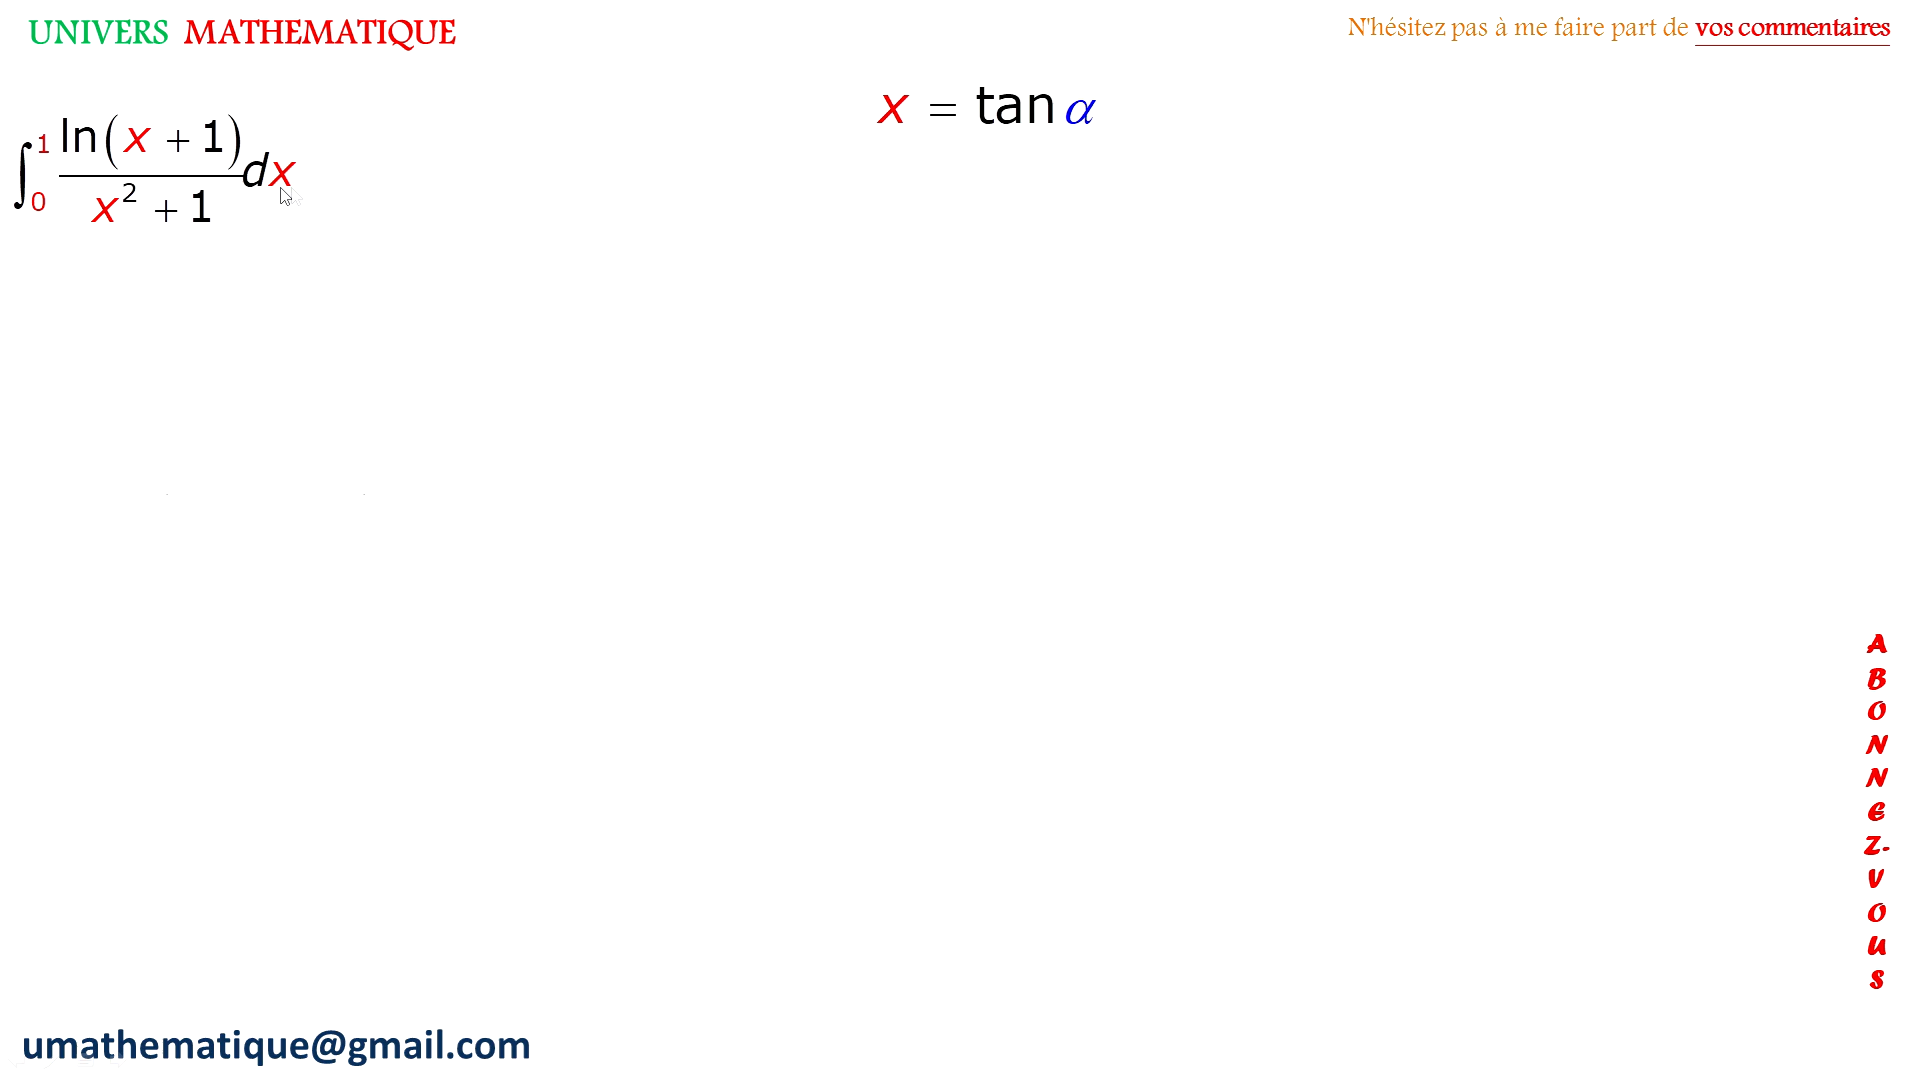 UNIVERS MATHEMATIQUE
N'hésitez pas à me faire part de vos commentaires
x = tan α
∫₀¹ ln(x + 1) / (x² + 1) dx
ABONNEZ-VOUS
umathematique@gmail.com